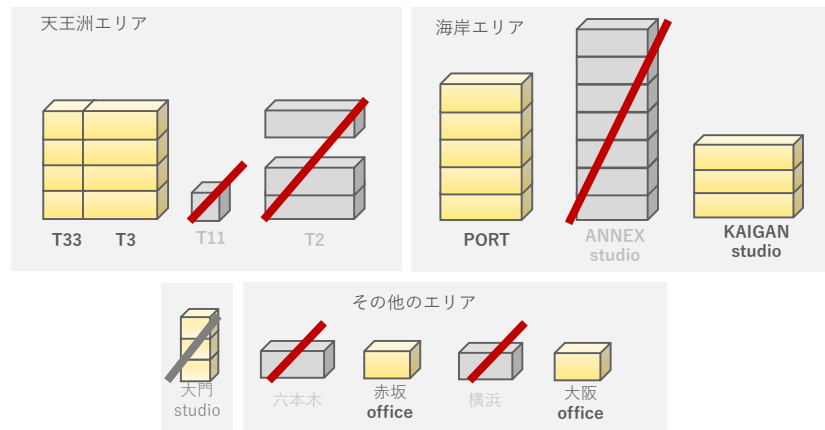 天王洲エリア
T33
T3
T11
T2
海岸エリア
PORT
ANNEX
studio
KAIGAN
studio
大門
studio
その他のエリア
六本木
赤坂
office
横浜
大阪
office